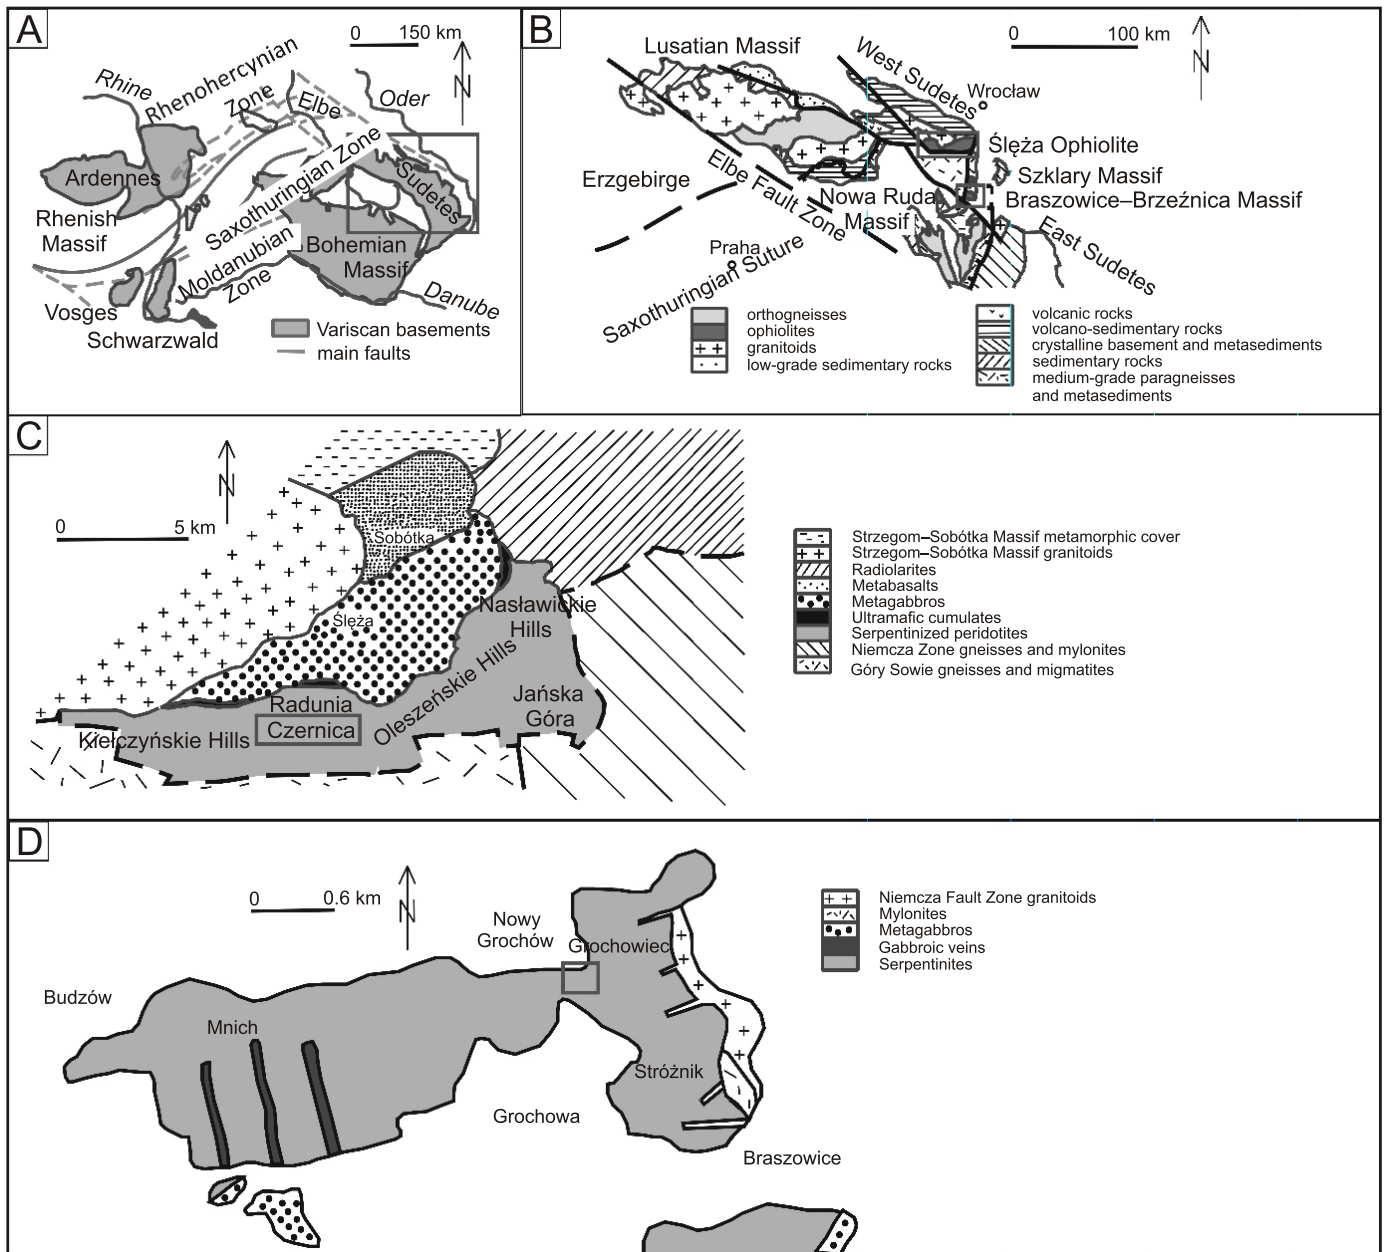 A
0 150 km
N
Rhine
Rhenohercynian
Zone
Elbe
Oder
Ardennes
Saxothuringian Zone
Sudetes
Rhenish
Massif
Moldanubian
Zone
Bohemian
Massif
Vosges
Schwarzwald
Danube
Variscan basements
main faults
B
0 100 km
N
Lusatian Massif
West Sudetes
Wrocław
Ślęża Ophiolite
Szklary Massif
Braszowice–Brzeźnica Massif
Erzgebirge
Elbe Fault Zone
Nowa Ruda
Massif
East Sudetes
Praha
Saxothuringian Suture
orthogneisses
ophiolites
granitoids
low-grade sedimentary rocks
volcanic rocks
volcano-sedimentary rocks
crystalline basement and metasediments
sedimentary rocks
medium-grade paragneisses
and metasediments
C
N
0 5 km
Sobótka
Ślęża
Nasławickie
Hills
Oleszeńskie Hills
Jańska
Góra
Radunia
Czernica
Kiełczyńskie Hills
Strzegom–Sobótka Massif metamorphic cover
Strzegom–Sobótka Massif granitoids
Radiolarites
Metabasalts
Metagabbros
Ultramafic cumulates
Serpentinized peridotites
Niemcza Zone gneisses and mylonites
Góry Sowie gneisses and migmatites
D
0 0.6 km
N
Nowy
Grochów
Grochowiec
Budzów
Mnich
Stróżnik
Grochowa
Braszowice
Niemcza Fault Zone granitoids
Mylonites
Metagabbros
Gabbroic veins
Serpentinites